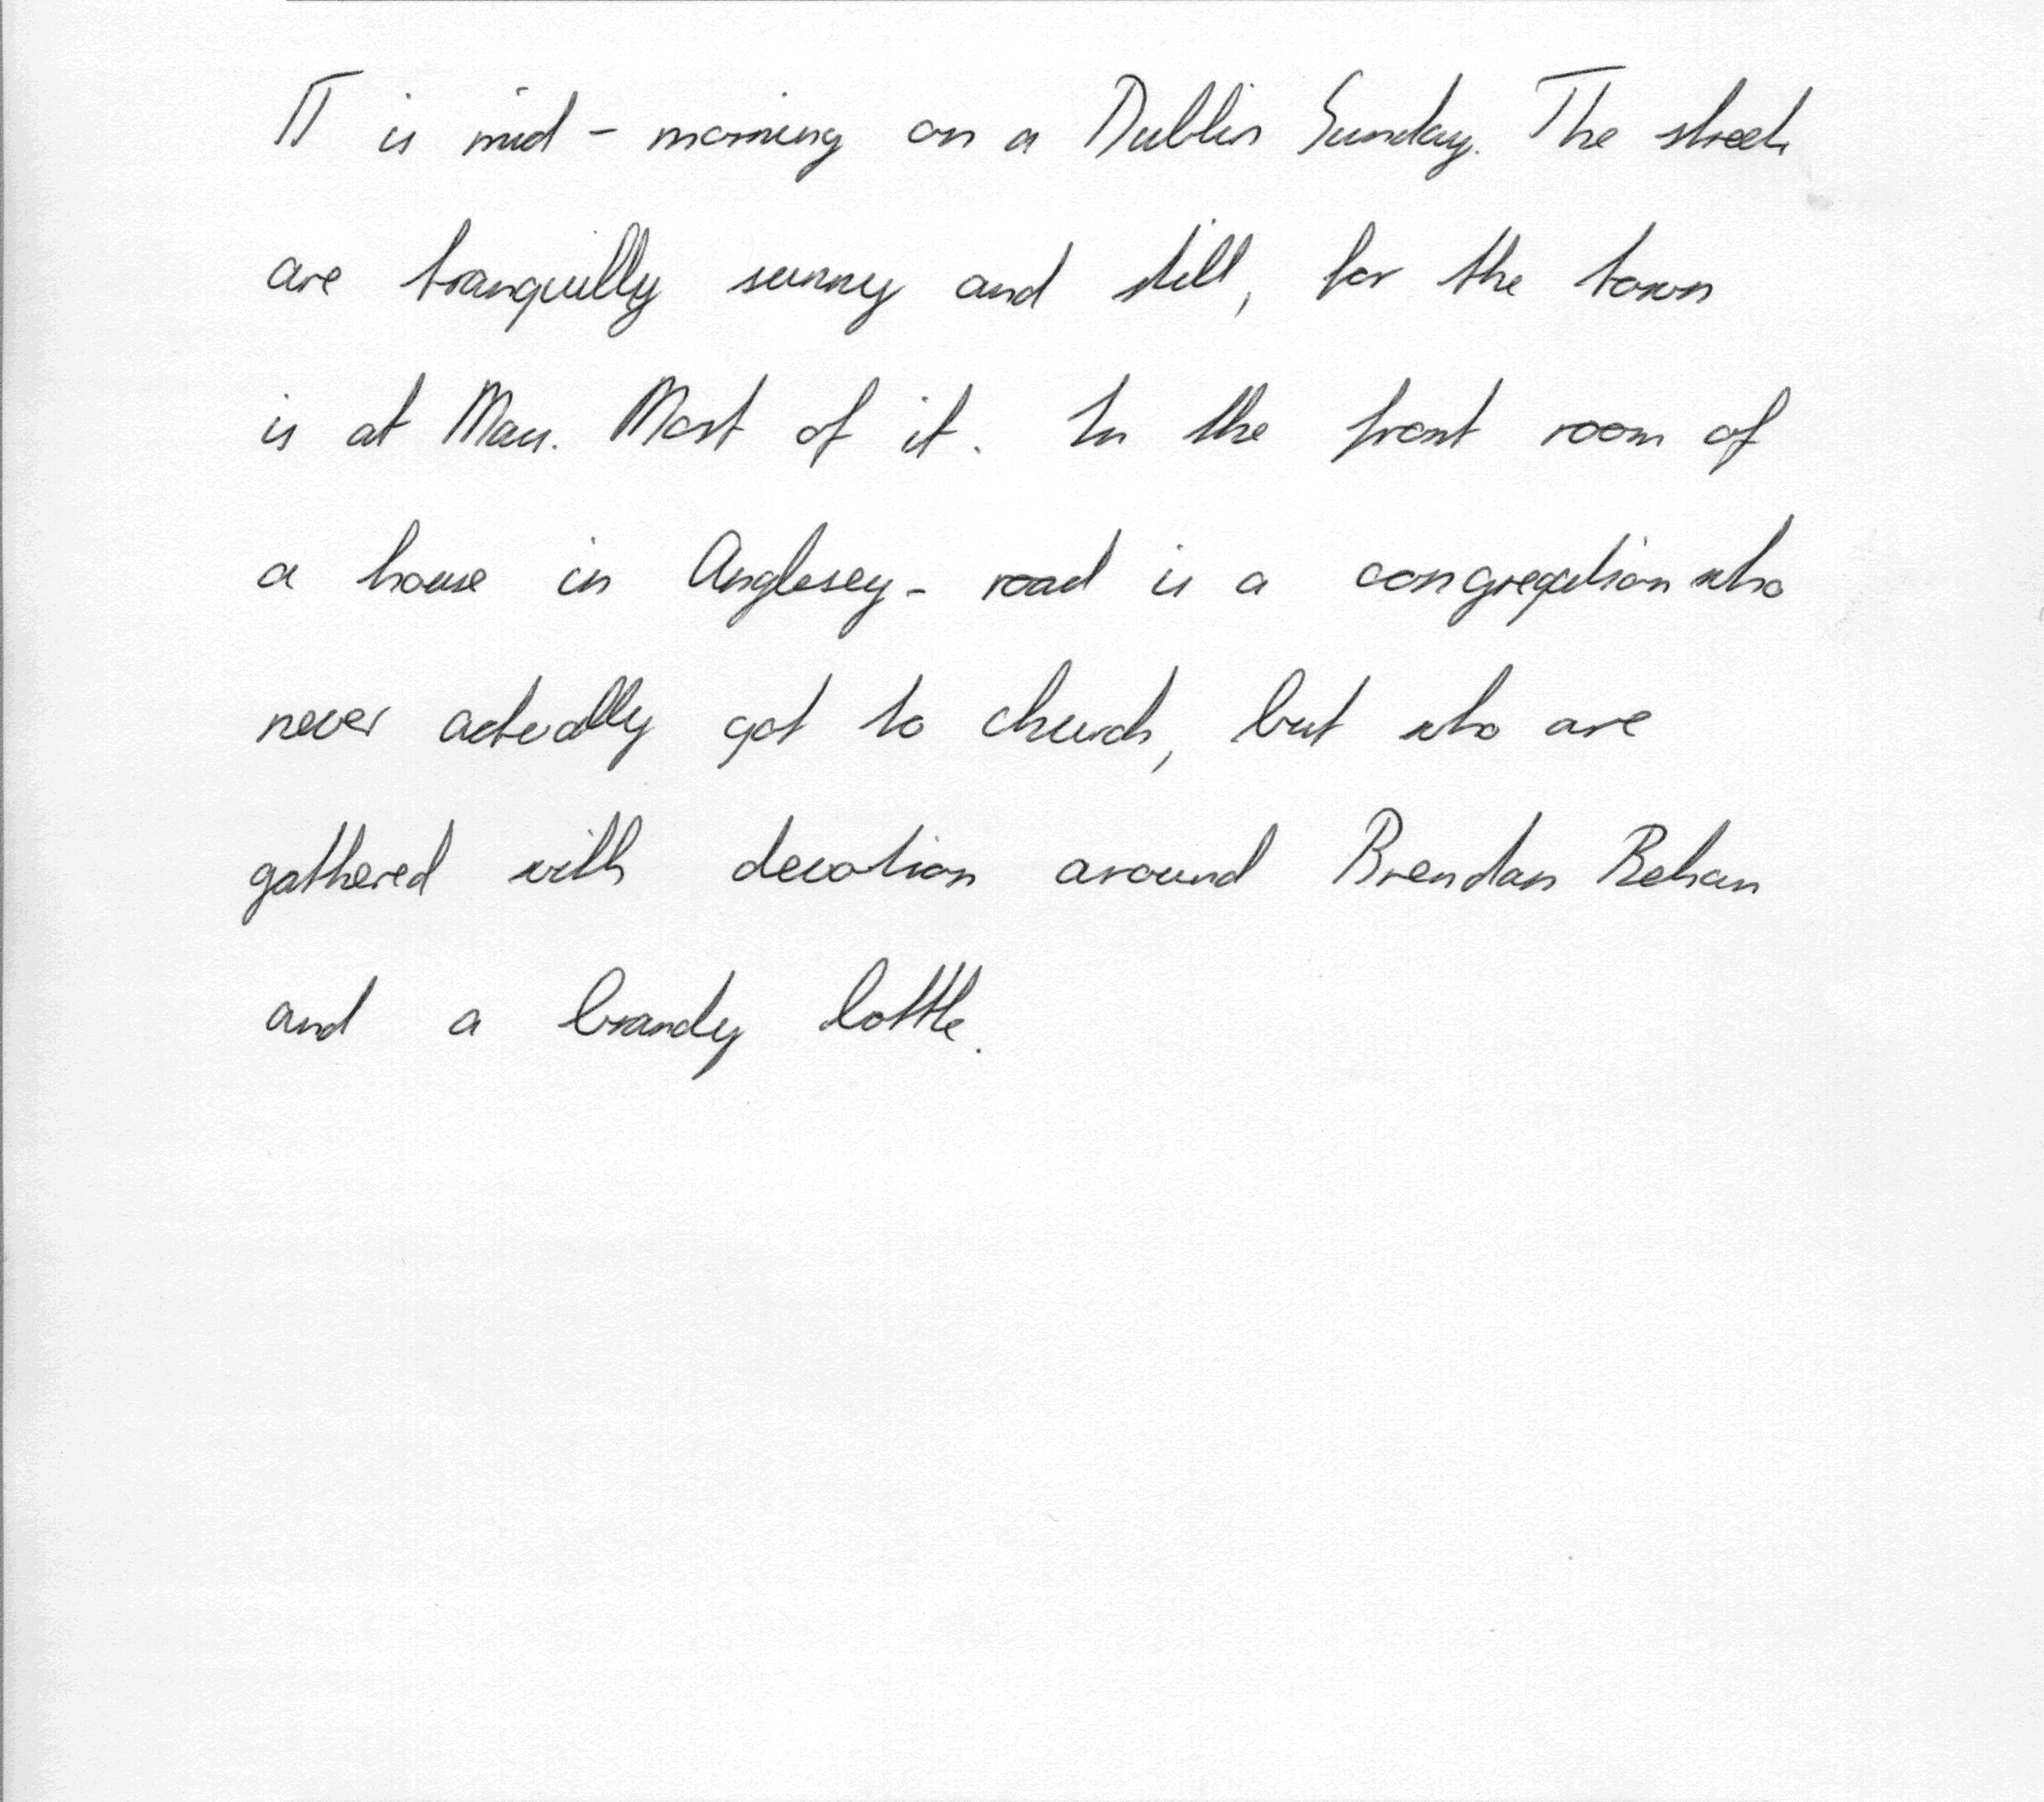 IT is mid - morning on a Dublin Sunday. The streets
are tranquilly sunny and still, for the town
is at Mass. Most of it. In the front room of
a house in Anglesey - road is a congregation who
never actually got to church, but who are
gathered with devotion around Brendan Behan
and a brandy bottle.